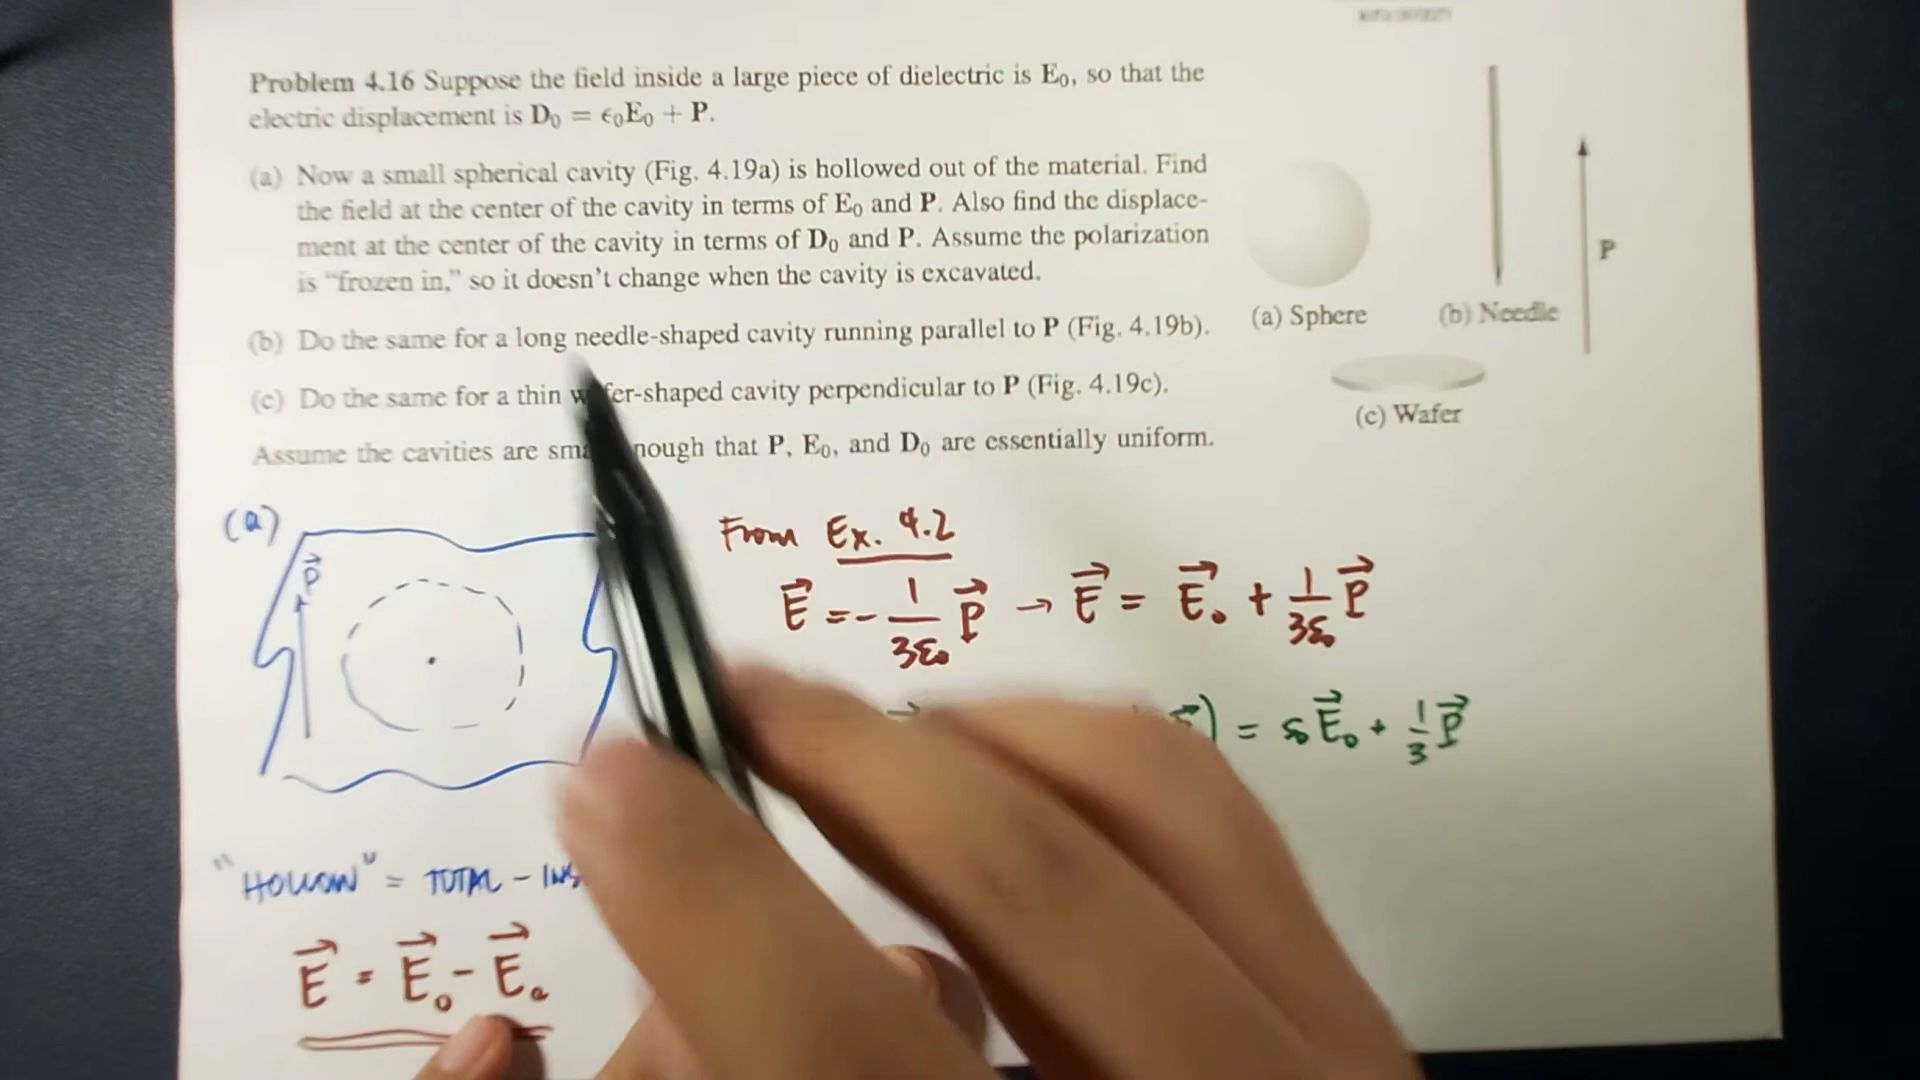 Problem 4.16 Suppose the field inside a large piece of dielectric is E₀, so that the
electric displacement is D₀ = ϵ₀E₀ + P.
(a) Now a small spherical cavity (Fig. 4.19a) is hollowed out of the material. Find
the field at the center of the cavity in terms of E₀ and P. Also find the displace-
ment at the center of the cavity in terms of D₀ and P. Assume the polarization
is “frozen in,” so it doesn’t change when the cavity is excavated.
(b) Do the same for a long needle-shaped cavity running parallel to P (Fig. 4.19b).
(c) Do the same for a thin w fer-shaped cavity perpendicular to P (Fig. 4.19c).
Assume the cavities are sma nough that P, E₀, and D₀ are essentially uniform.
P
(a) Sphere
(b) Needle
(c) Wafer
(a)
P⃗
From Ex. 4.2
E⃗ = - 1/3ε₀ P⃗ → E⃗ = E⃗₀ + 1/3ε₀ P⃗
) = ε₀E⃗₀ + 1/3 P⃗
"HOLLOW" = TOTAL - INS
E⃗ = E⃗₀ - E⃗ₐ